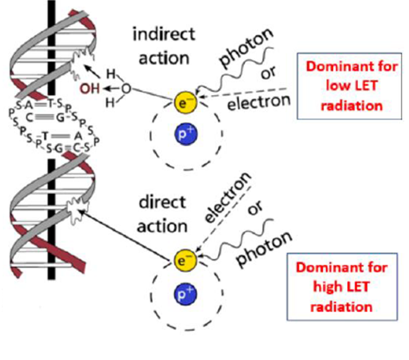 indirect
action
photon
or
electron
Dominant for
low LET
radiation
H
OH
O
H
e⁻
p⁺
S A T S P
P C G S
S T A P
P S G C S P
direct
action
electron
or
photon
e⁻
p⁺
Dominant for
high LET
radiation